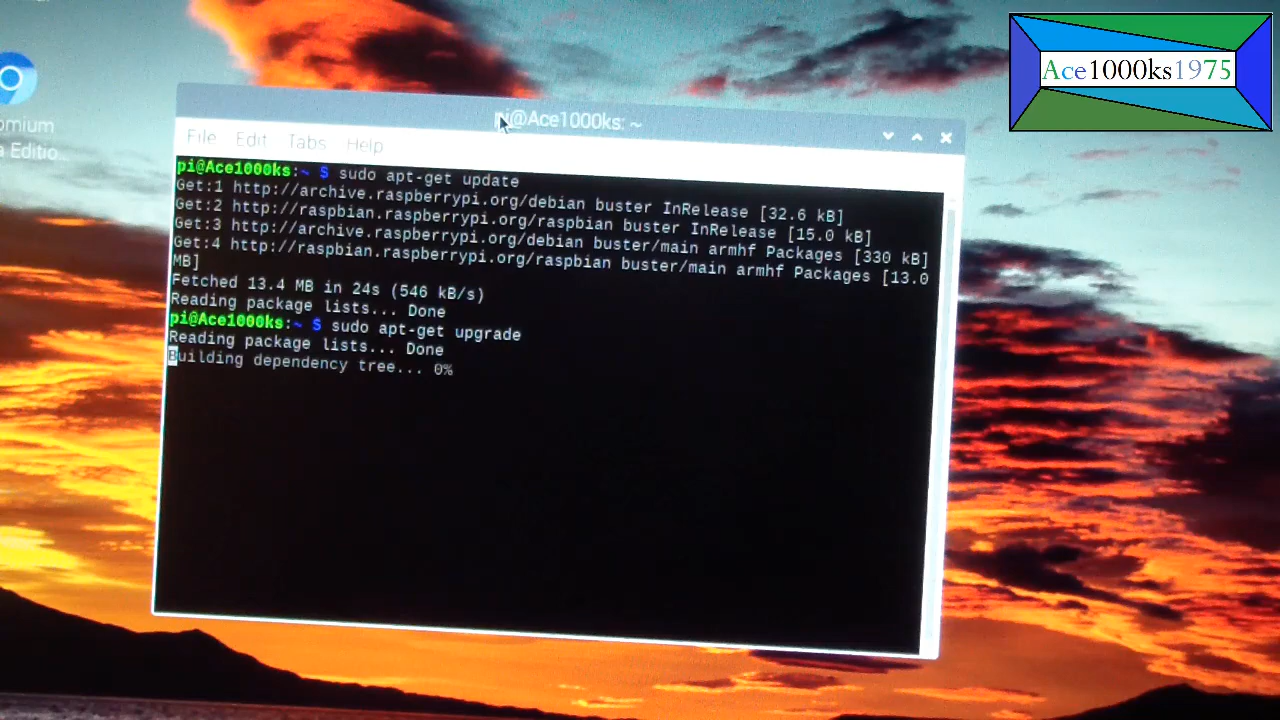 Ace1000ks1975
omium
a Editio...
pi@Ace1000ks: ~
File Edit Tabs Help
pi@Ace1000ks:~ $ sudo apt-get update
Get:1 http://archive.raspberrypi.org/debian buster InRelease [32.6 kB]
Get:2 http://raspbian.raspberrypi.org/raspbian buster InRelease [15.0 kB]
Get:3 http://archive.raspberrypi.org/debian buster/main armhf Packages [330 kB]
Get:4 http://raspbian.raspberrypi.org/raspbian buster/main armhf Packages [13.0
MB]
Fetched 13.4 MB in 24s (546 kB/s)
Reading package lists... Done
pi@Ace1000ks:~ $ sudo apt-get upgrade
Reading package lists... Done
Building dependency tree... 0%